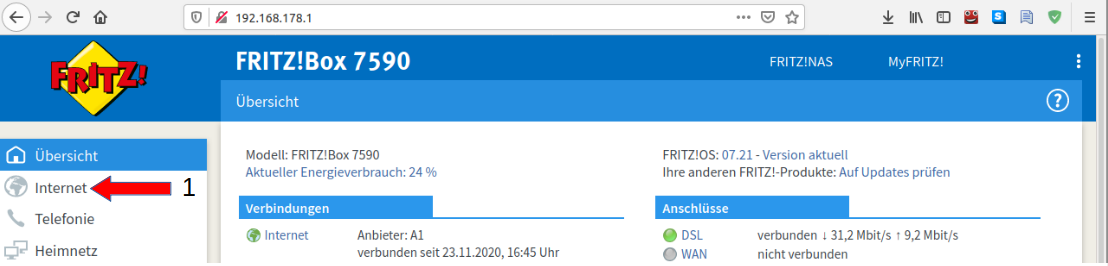 192.168.178.1
FRITZ!
FRITZ!Box 7590
FRITZ!NAS
MyFRITZ!
Übersicht
Übersicht
Internet
1
Telefonie
Heimnetz
Modell: FRITZ!Box 7590
Aktueller Energieverbrauch: 24 %
FRITZ!OS: 07.21 - Version aktuell
Ihre anderen FRITZ!-Produkte: Auf Updates prüfen
Verbindungen
Internet Anbieter: A1
verbunden seit 23.11.2020, 16:45 Uhr
Anschlüsse
DSL verbunden ↓ 31,2 Mbit/s ↑ 9,2 Mbit/s
WAN nicht verbunden